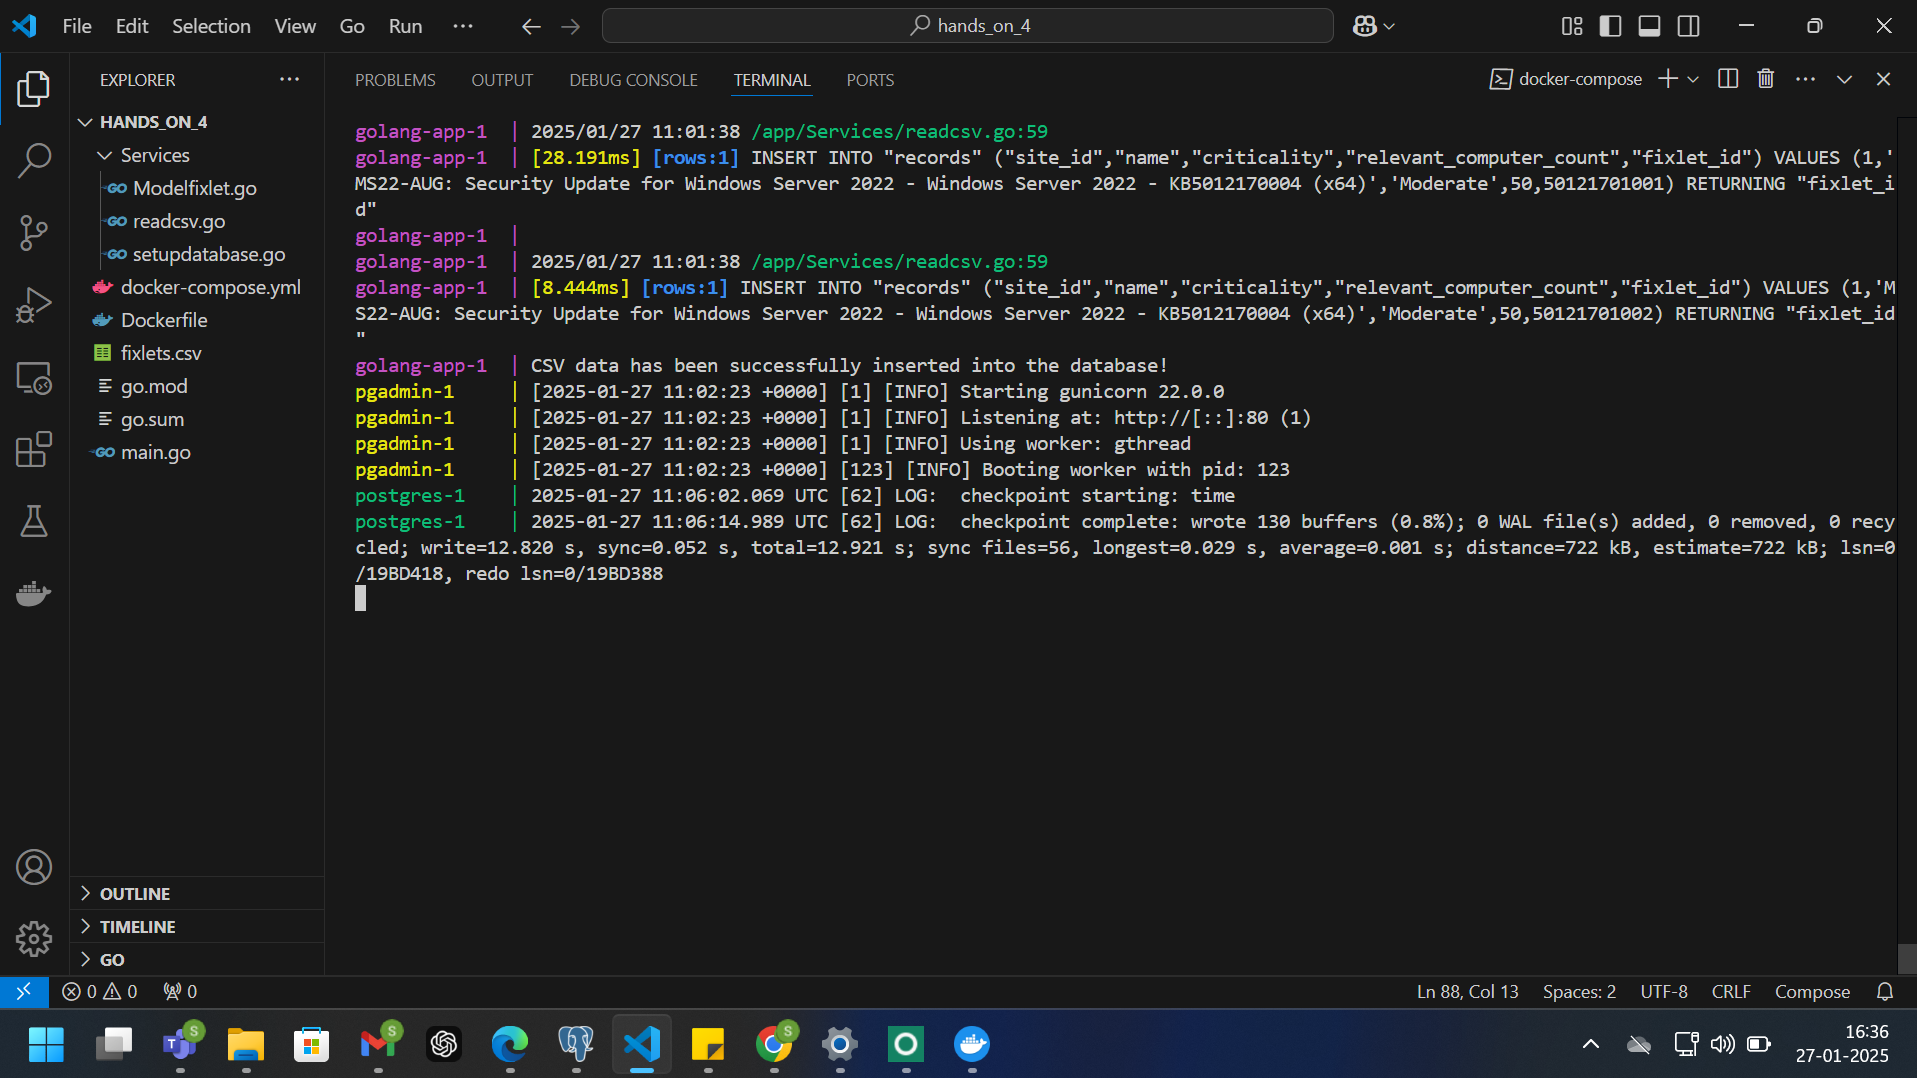 File Edit Selection View Go Run ··· hands_on_4
EXPLORER ···
HANDS_ON_4
Services
GO Modelfixlet.go
GO readcsv.go
GO setupdatabase.go
docker-compose.yml
Dockerfile
fixlets.csv
go.mod
go.sum
GO main.go
OUTLINE
TIMELINE
GO
PROBLEMS OUTPUT DEBUG CONSOLE TERMINAL PORTS docker-compose
golang-app-1 | 2025/01/27 11:01:38 /app/Services/readcsv.go:59
golang-app-1 | [28.191ms] [rows:1] INSERT INTO "records" ("site_id","name","criticality","relevant_computer_count","fixlet_id") VALUES (1,'
MS22-AUG: Security Update for Windows Server 2022 - Windows Server 2022 - KB5012170004 (x64)','Moderate',50,50121701001) RETURNING "fixlet_i
d"
golang-app-1 |
golang-app-1 | 2025/01/27 11:01:38 /app/Services/readcsv.go:59
golang-app-1 | [8.444ms] [rows:1] INSERT INTO "records" ("site_id","name","criticality","relevant_computer_count","fixlet_id") VALUES (1,'M
S22-AUG: Security Update for Windows Server 2022 - Windows Server 2022 - KB5012170004 (x64)','Moderate',50,50121701002) RETURNING "fixlet_id
"
golang-app-1 | CSV data has been successfully inserted into the database!
pgadmin-1 | [2025-01-27 11:02:23 +0000] [1] [INFO] Starting gunicorn 22.0.0
pgadmin-1 | [2025-01-27 11:02:23 +0000] [1] [INFO] Listening at: http://[::]:80 (1)
pgadmin-1 | [2025-01-27 11:02:23 +0000] [1] [INFO] Using worker: gthread
pgadmin-1 | [2025-01-27 11:02:23 +0000] [123] [INFO] Booting worker with pid: 123
postgres-1 | 2025-01-27 11:06:02.069 UTC [62] LOG:  checkpoint starting: time
postgres-1 | 2025-01-27 11:06:14.989 UTC [62] LOG:  checkpoint complete: wrote 130 buffers (0.8%); 0 WAL file(s) added, 0 removed, 0 recy
cled; write=12.820 s, sync=0.052 s, total=12.921 s; sync files=56, longest=0.029 s, average=0.001 s; distance=722 kB, estimate=722 kB; lsn=0
/19BD418, redo lsn=0/19BD388
0 0 0 Ln 88, Col 13 Spaces: 2 UTF-8 CRLF Compose
S S S
T
16:36
27-01-2025